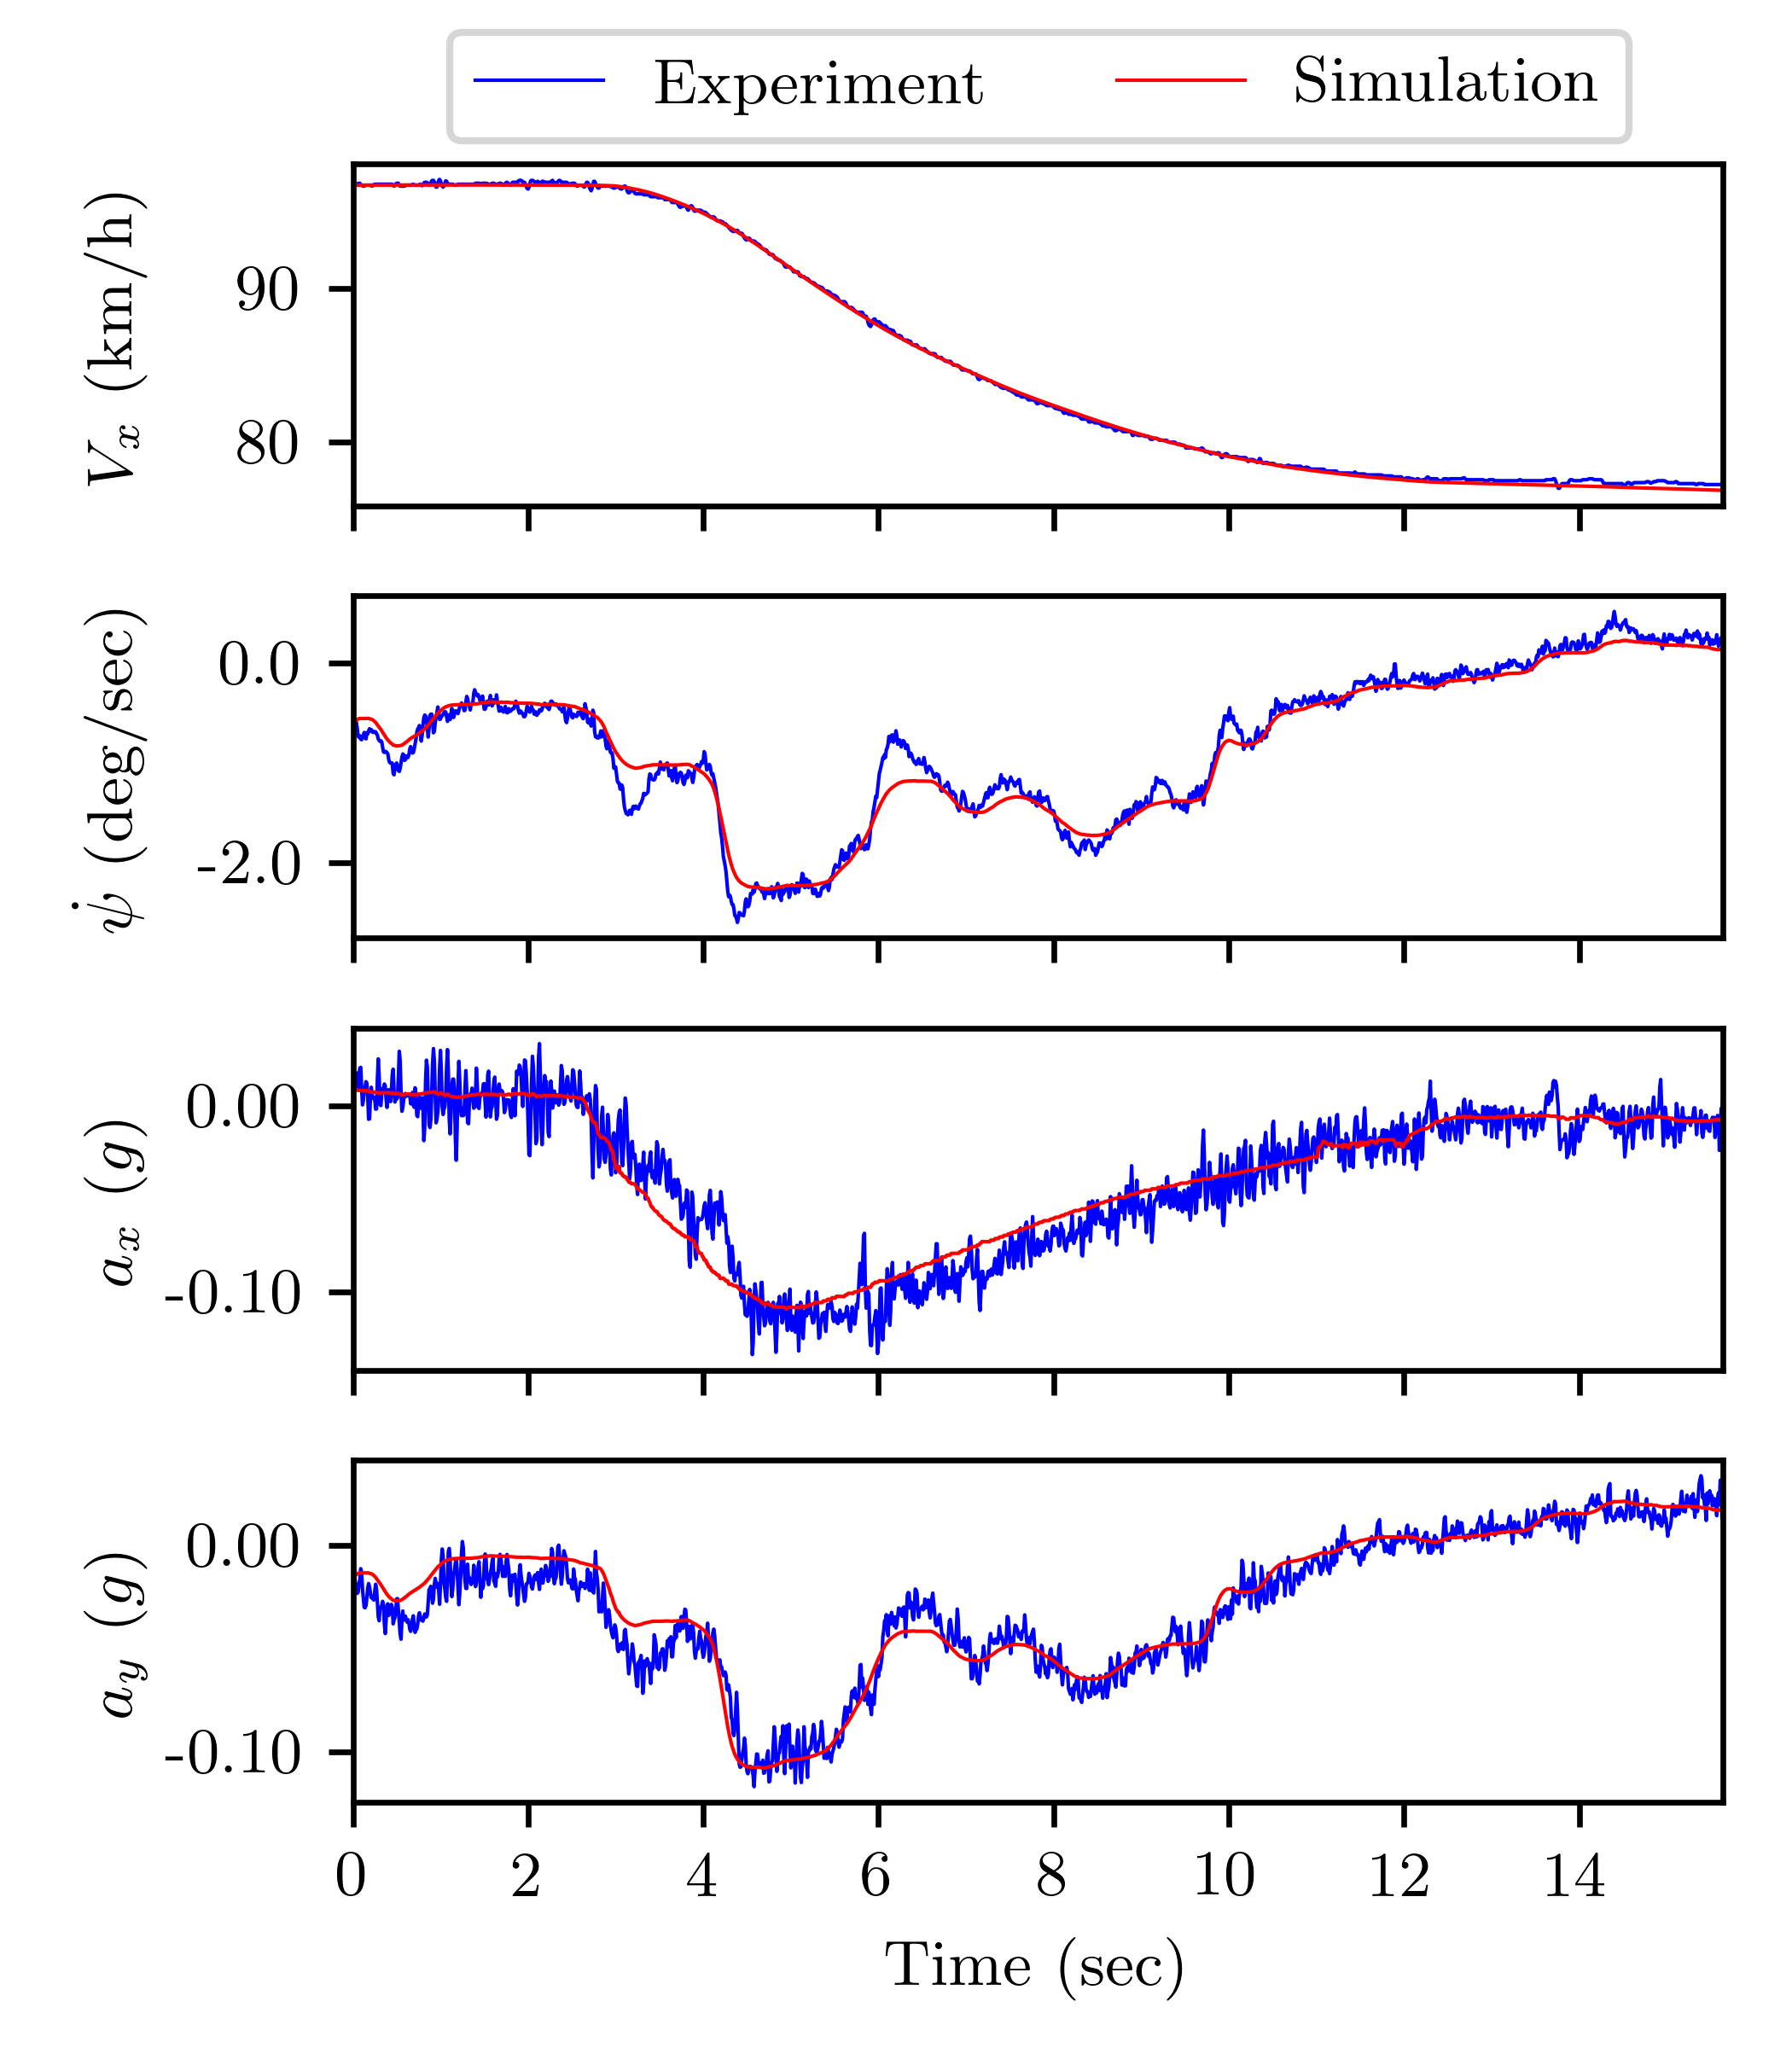 Experiment Simulation
V_x (km/h)
90
80
ψ̇ (deg/sec)
0.0
-2.0
a_x (g)
0.00
-0.10
a_y (g)
0.00
-0.10
0 2 4 6 8 10 12 14
Time (sec)